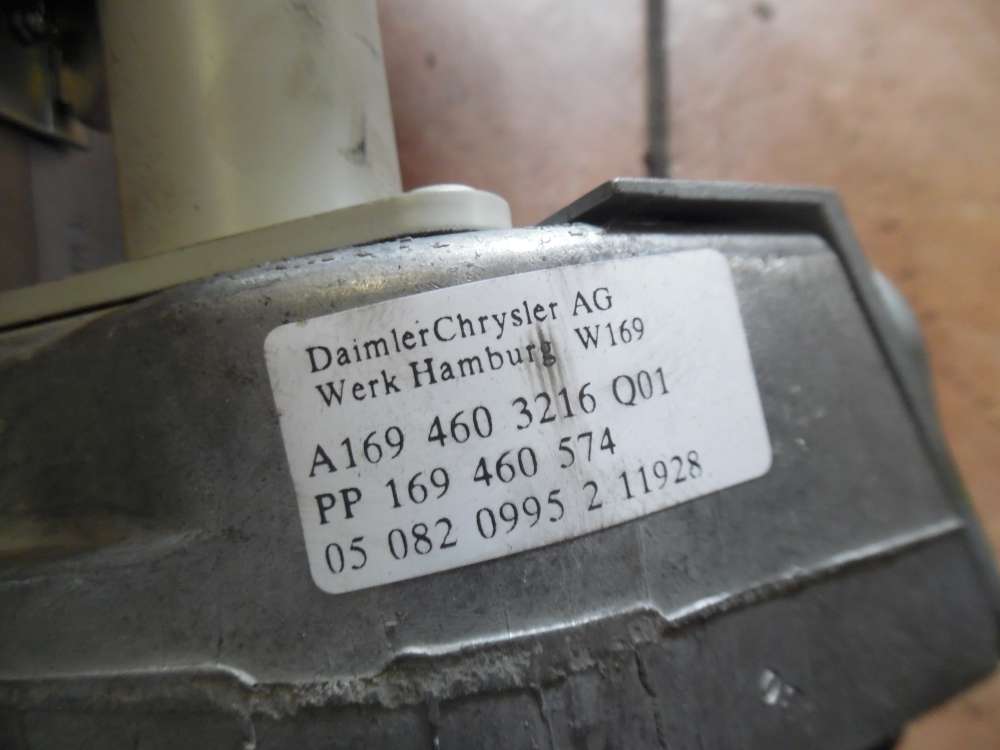 DaimlerChrysler AG
Werk Hamburg W169
A169 460 3216 Q01
PP 169 460 574
05 082 0995 2 11928